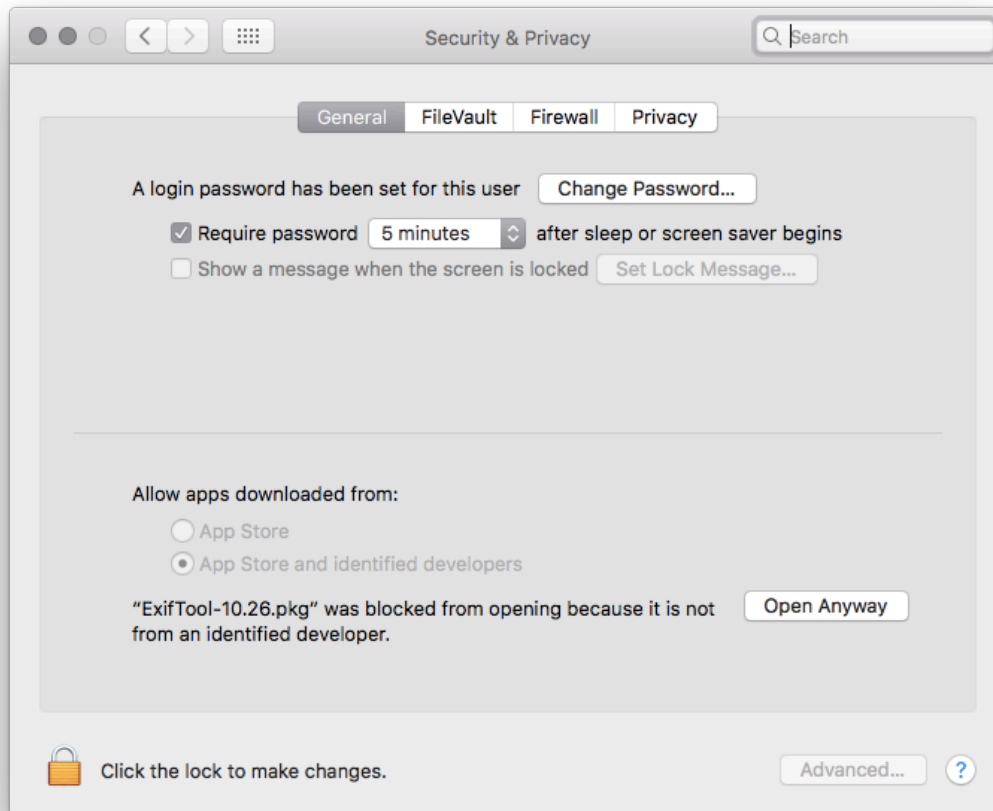 Security & Privacy
Search
General FileVault Firewall Privacy
A login password has been set for this user Change Password...
Require password 5 minutes after sleep or screen saver begins
Show a message when the screen is locked Set Lock Message...
Allow apps downloaded from:
App Store
App Store and identified developers
“ExifTool-10.26.pkg” was blocked from opening because it is not Open Anyway
from an identified developer.
Click the lock to make changes. Advanced... ?